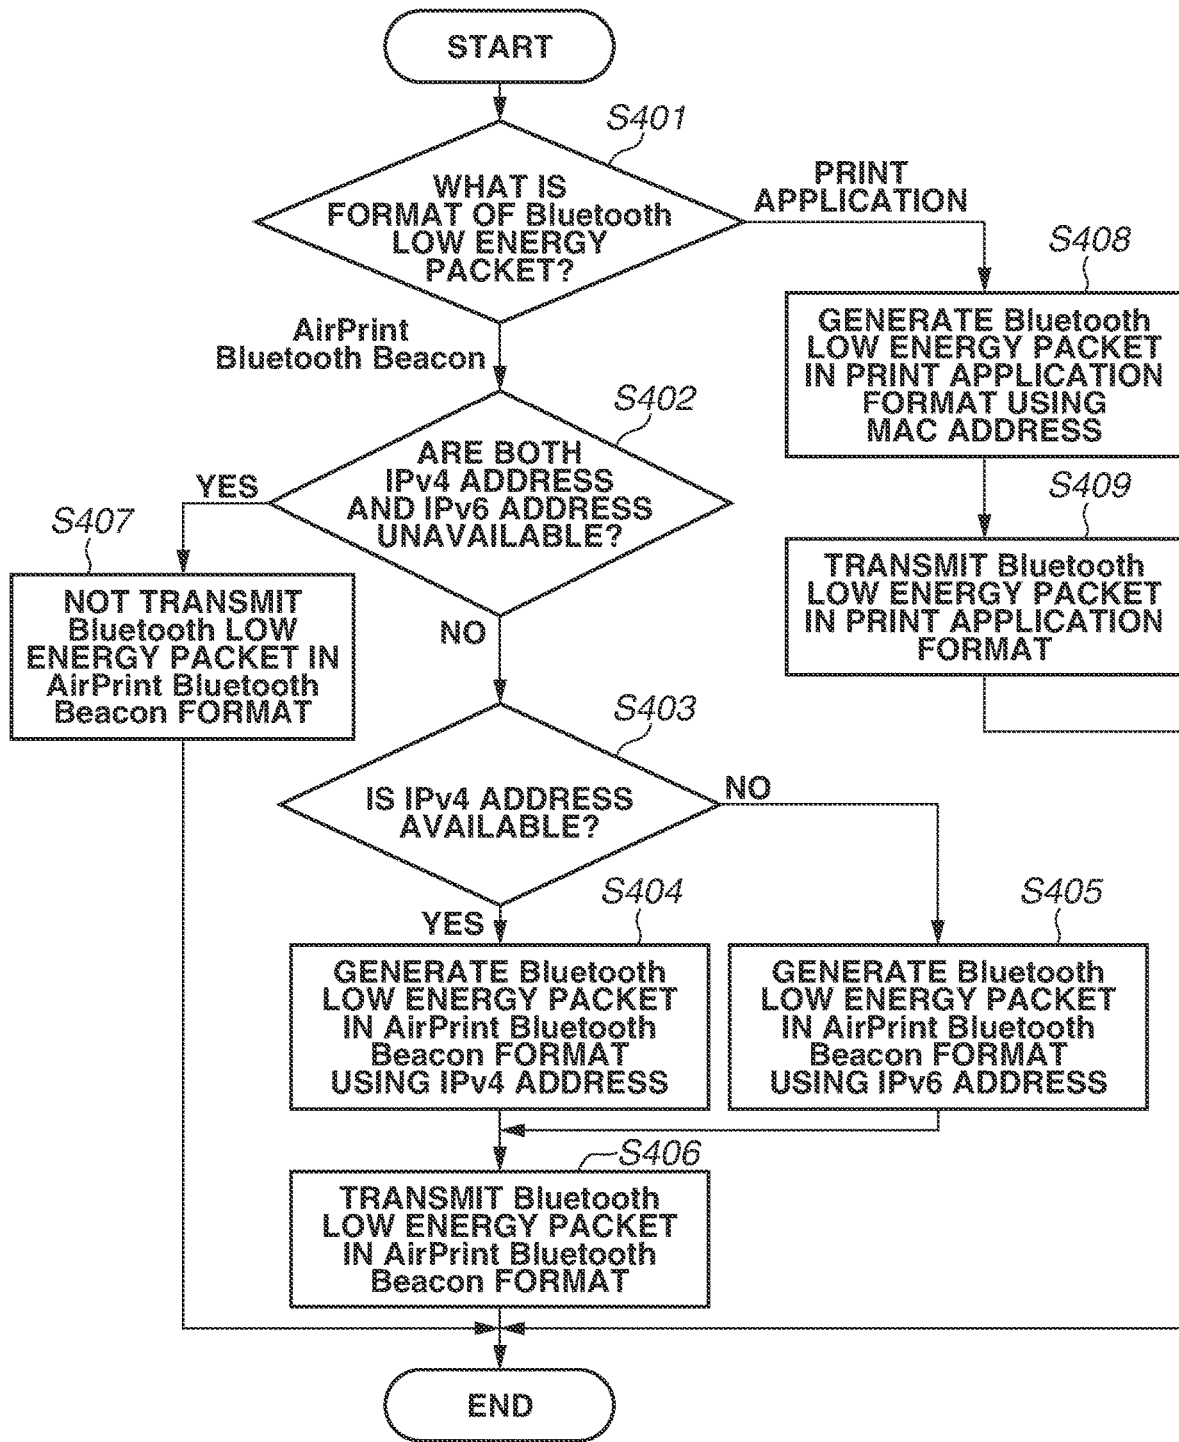 START
S401
WHAT IS
FORMAT OF Bluetooth
LOW ENERGY
PACKET?
PRINT
APPLICATION
S408
GENERATE Bluetooth
LOW ENERGY PACKET
IN PRINT APPLICATION
FORMAT USING
MAC ADDRESS
AirPrint
Bluetooth Beacon
S402
ARE BOTH
IPv4 ADDRESS
AND IPv6 ADDRESS
UNAVAILABLE?
YES
S407
NOT TRANSMIT
Bluetooth LOW
ENERGY PACKET IN
AirPrint Bluetooth
Beacon FORMAT
S409
TRANSMIT Bluetooth
LOW ENERGY PACKET
IN PRINT APPLICATION
FORMAT
NO
S403
IS IPv4 ADDRESS
AVAILABLE?
NO
YES
S404
GENERATE Bluetooth
LOW ENERGY PACKET
IN AirPrint Bluetooth
Beacon FORMAT
USING IPv4 ADDRESS
S405
GENERATE Bluetooth
LOW ENERGY PACKET
IN AirPrint Bluetooth
Beacon FORMAT
USING IPv6 ADDRESS
S406
TRANSMIT Bluetooth
LOW ENERGY PACKET
IN AirPrint Bluetooth
Beacon FORMAT
END